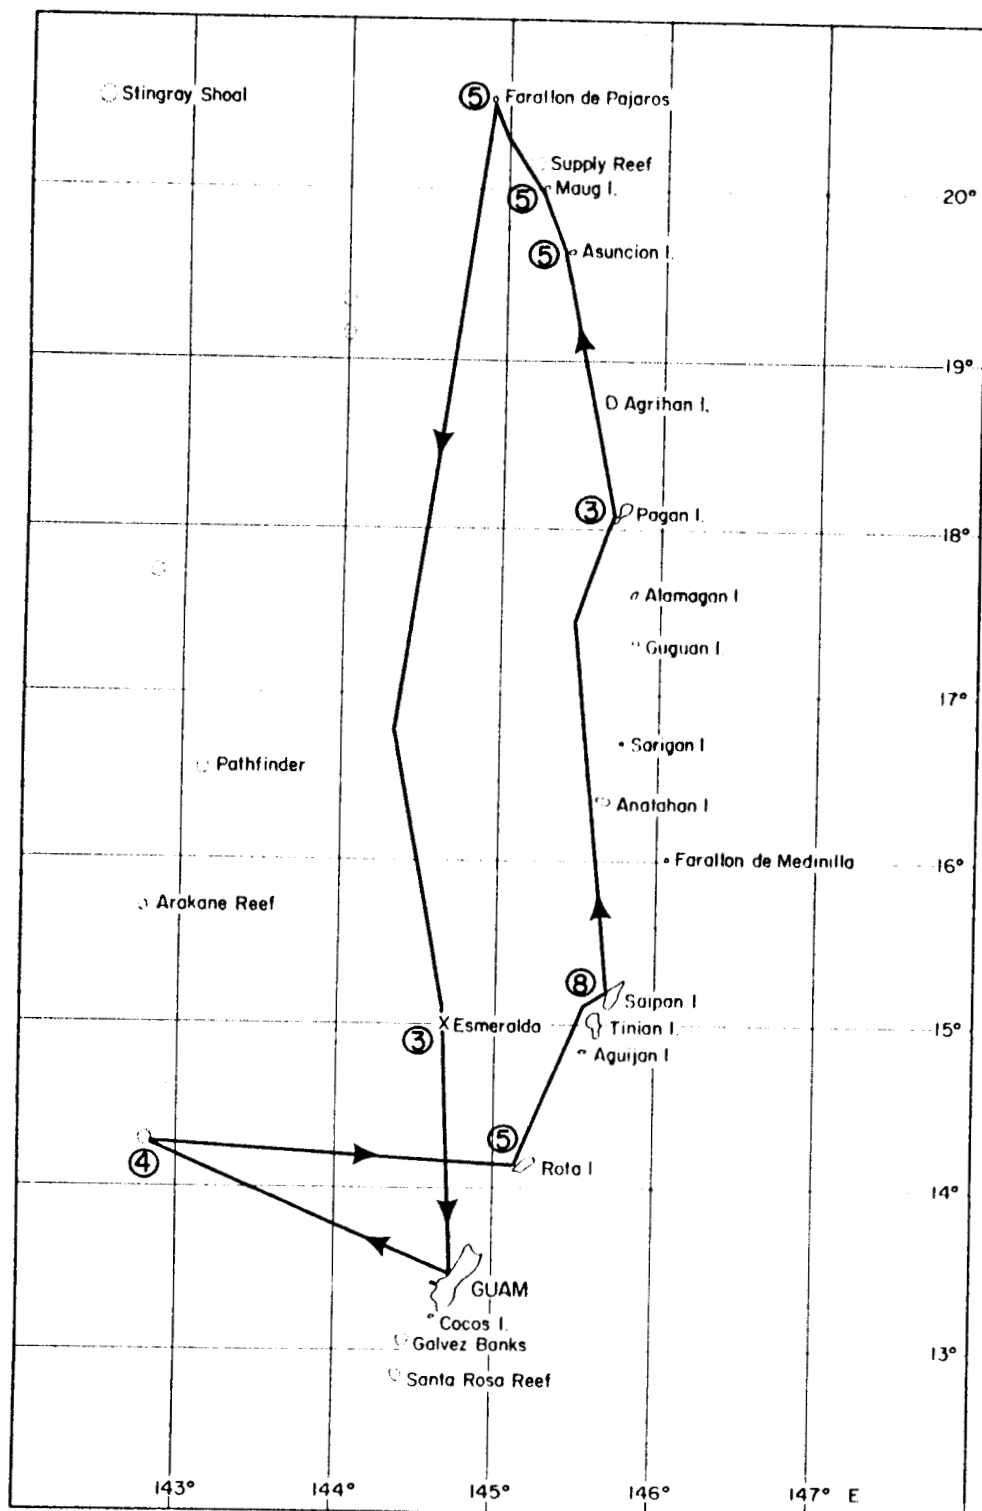 Stingray Shoal
⑤ Farallon de Pajaros
Supply Reef
⑤ Maug I.
20°
⑤ Asuncion I.
19°
Agrihan I.
③ Pagan I.
18°
Alamagan I
Guguan I
17°
Sarigan I
Pathfinder
Anatahan I
Farallon de Medinilla
16°
Arakane Reef
⑧
Saipan I
X Esmeralda
Tinian I.
15°
③
Aguijan I
⑤
④
Rota I
14°
GUAM
Cocos I.
Galvez Banks
13°
Santa Rosa Reef
143° 144° 145° 146° 147° E